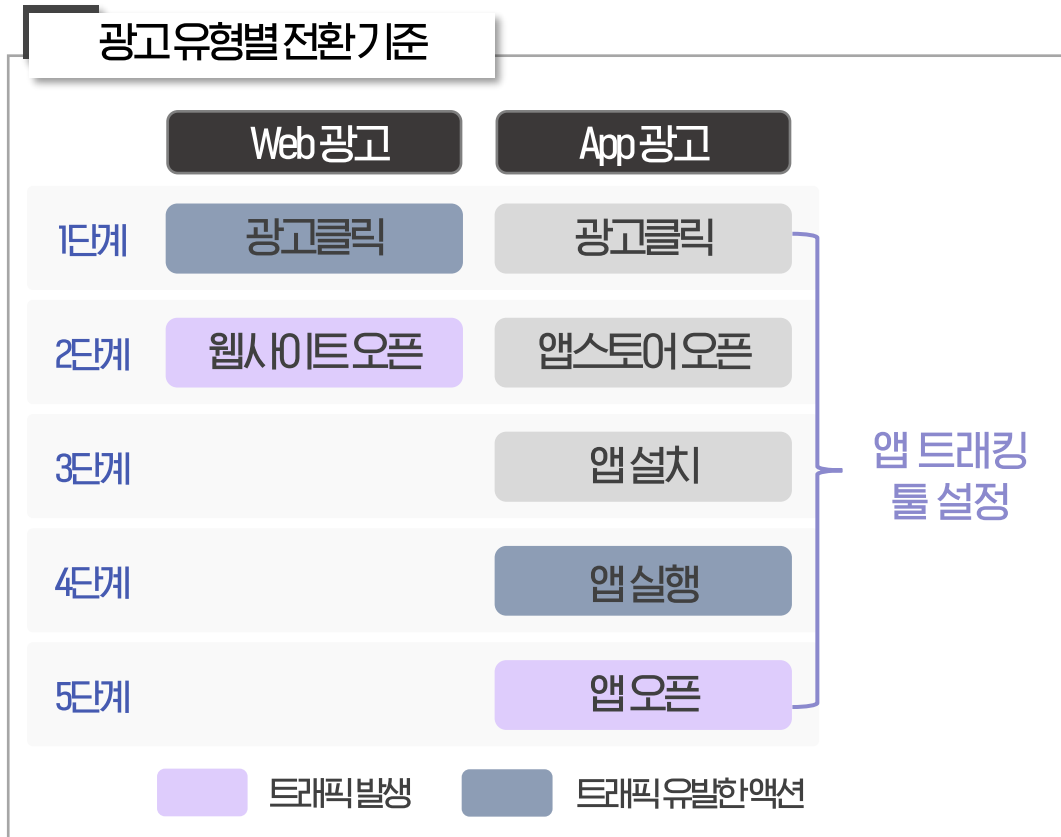 광고 유형별 전환 기준
Web 광고 App 광고
1단계 광고클릭 광고클릭
2단계 웹사이트 오픈 앱스토어 오픈
3단계 앱 설치
앱 트래킹
툴 설정
4단계 앱 실행
5단계 앱 오픈
트래픽 발생 트래픽 유발한 액션